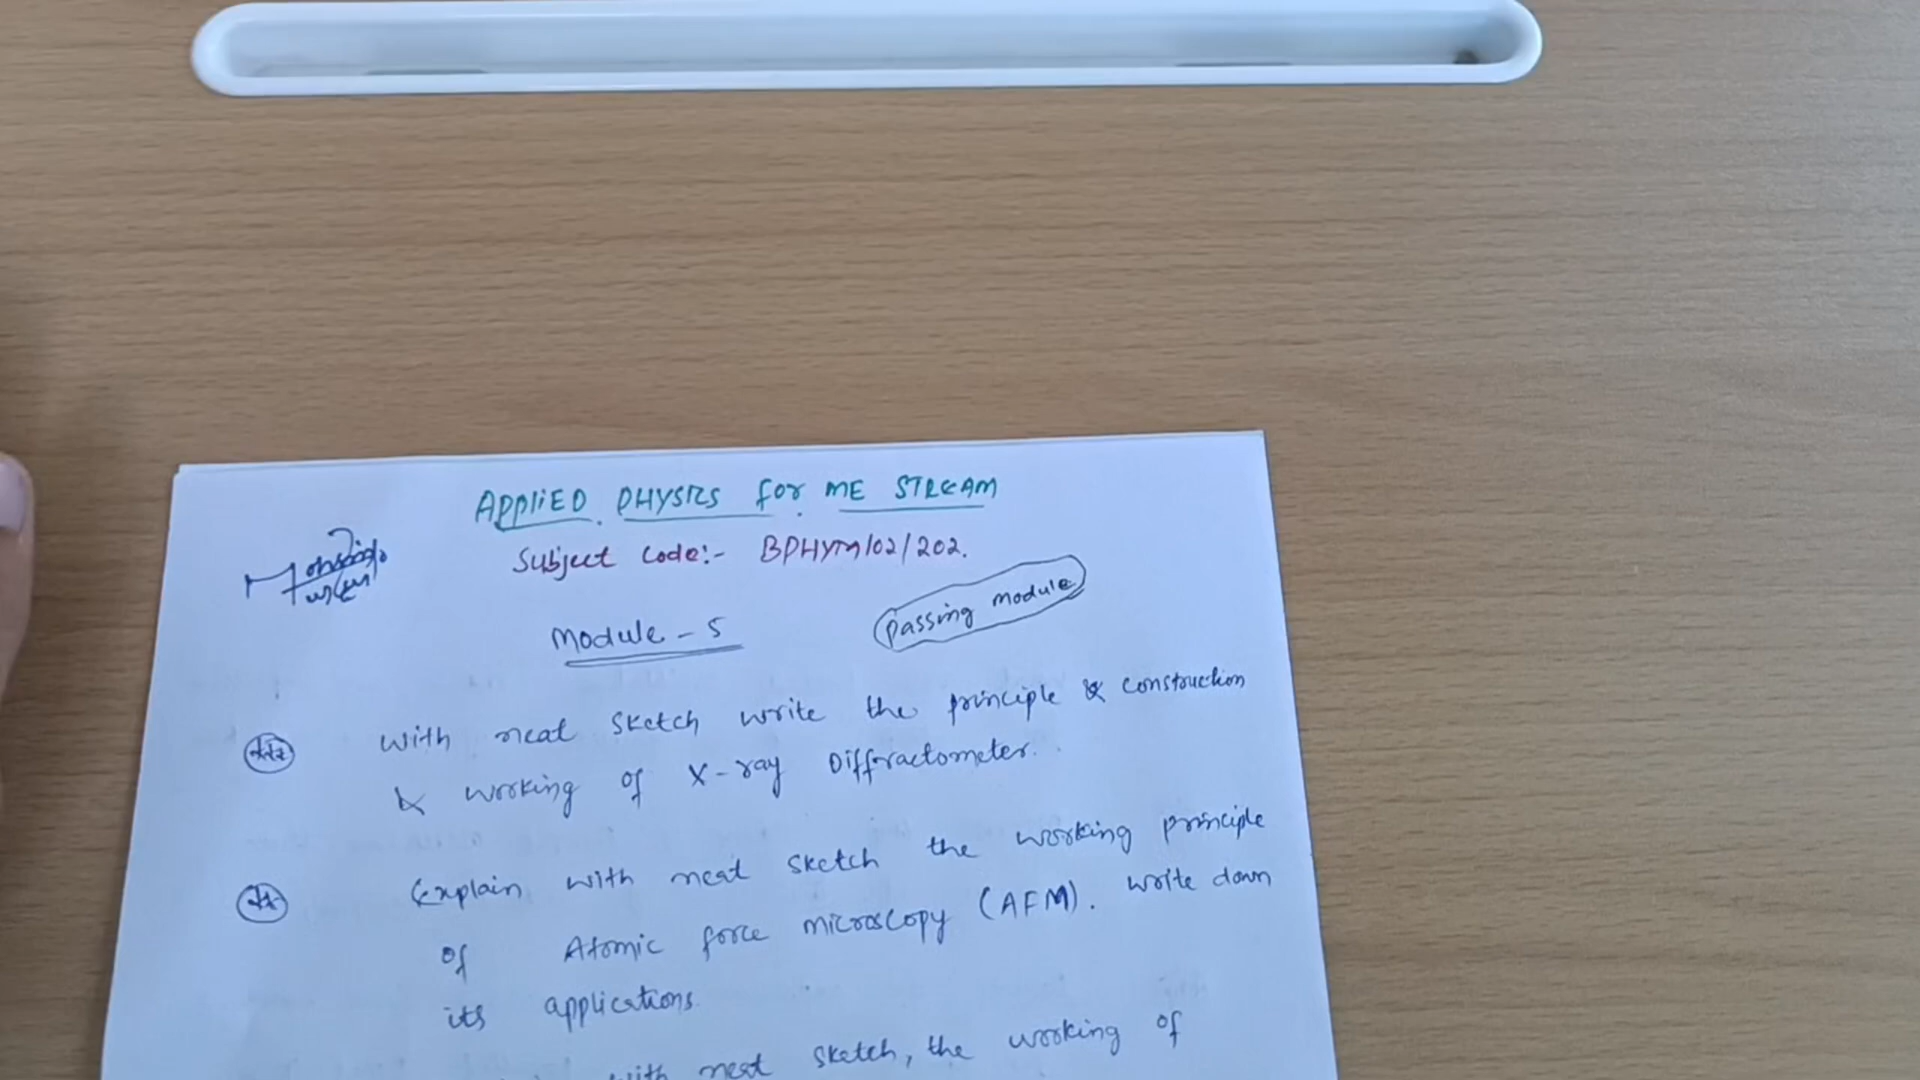 APPLIED PHYSICS for ME STREAM
Subject Code:- BPHYM102/202.
Module - 5
Passing module
With neat sketch write the principle & construction
& working of X-ray Diffractometer.
Explain with neat sketch the working principle
of Atomic force microscopy (AFM). Write down
its applications.
with neat sketch, the working of